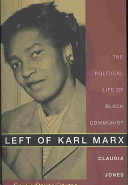 THE
POLITICAL
LIFE OF BLACK
COMMUNIST
LEFT OF KARL MARX
CLAUDIA
JONES